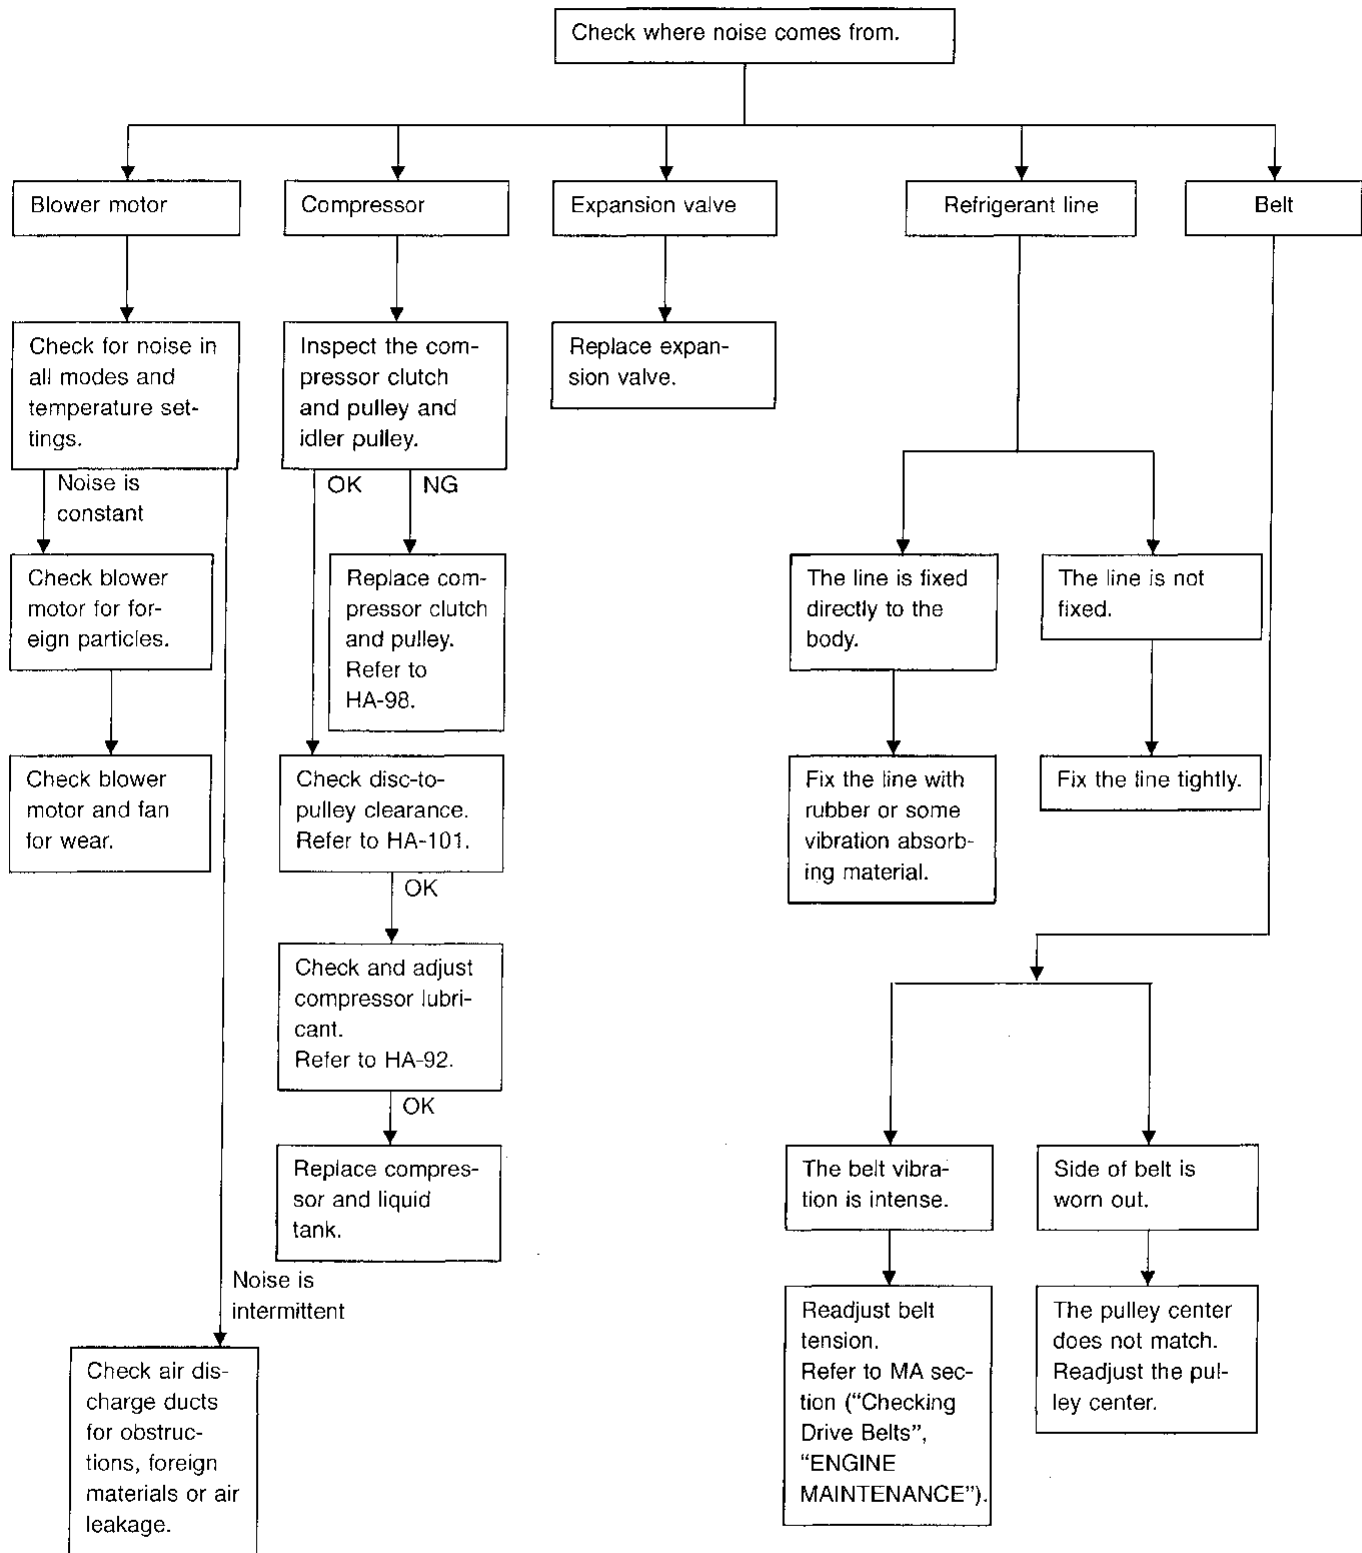 Check where noise comes from.
Blower motor
Compressor
Expansion valve
Refrigerant line
Belt
Check for noise in
all modes and
temperature set-
tings.
Inspect the com-
pressor clutch
and pulley and
idler pulley.
Replace expan-
sion valve.
Noise is
constant
OK
NG
Check blower
motor for for-
eign particles.
Replace com-
pressor clutch
and pulley.
Refer to
HA-98.
The line is fixed
directly to the
body.
The line is not
fixed.
Check blower
motor and fan
for wear.
Check disc-to-
pulley clearance.
Refer to HA-101.
Fix the line with
rubber or some
vibration absorb-
ing material.
Fix the line tightly.
OK
Check and adjust
compressor lubri-
cant.
Refer to HA-92.
OK
Replace compres-
sor and liquid
tank.
The belt vibra-
tion is intense.
Side of belt is
worn out.
Noise is
intermittent
Readjust belt
tension.
Refer to MA sec-
tion (“Checking
Drive Belts”,
“ENGINE
MAINTENANCE”).
The pulley center
does not match.
Readjust the pul-
ley center.
Check air dis-
charge ducts
for obstruc-
tions, foreign
materials or air
leakage.